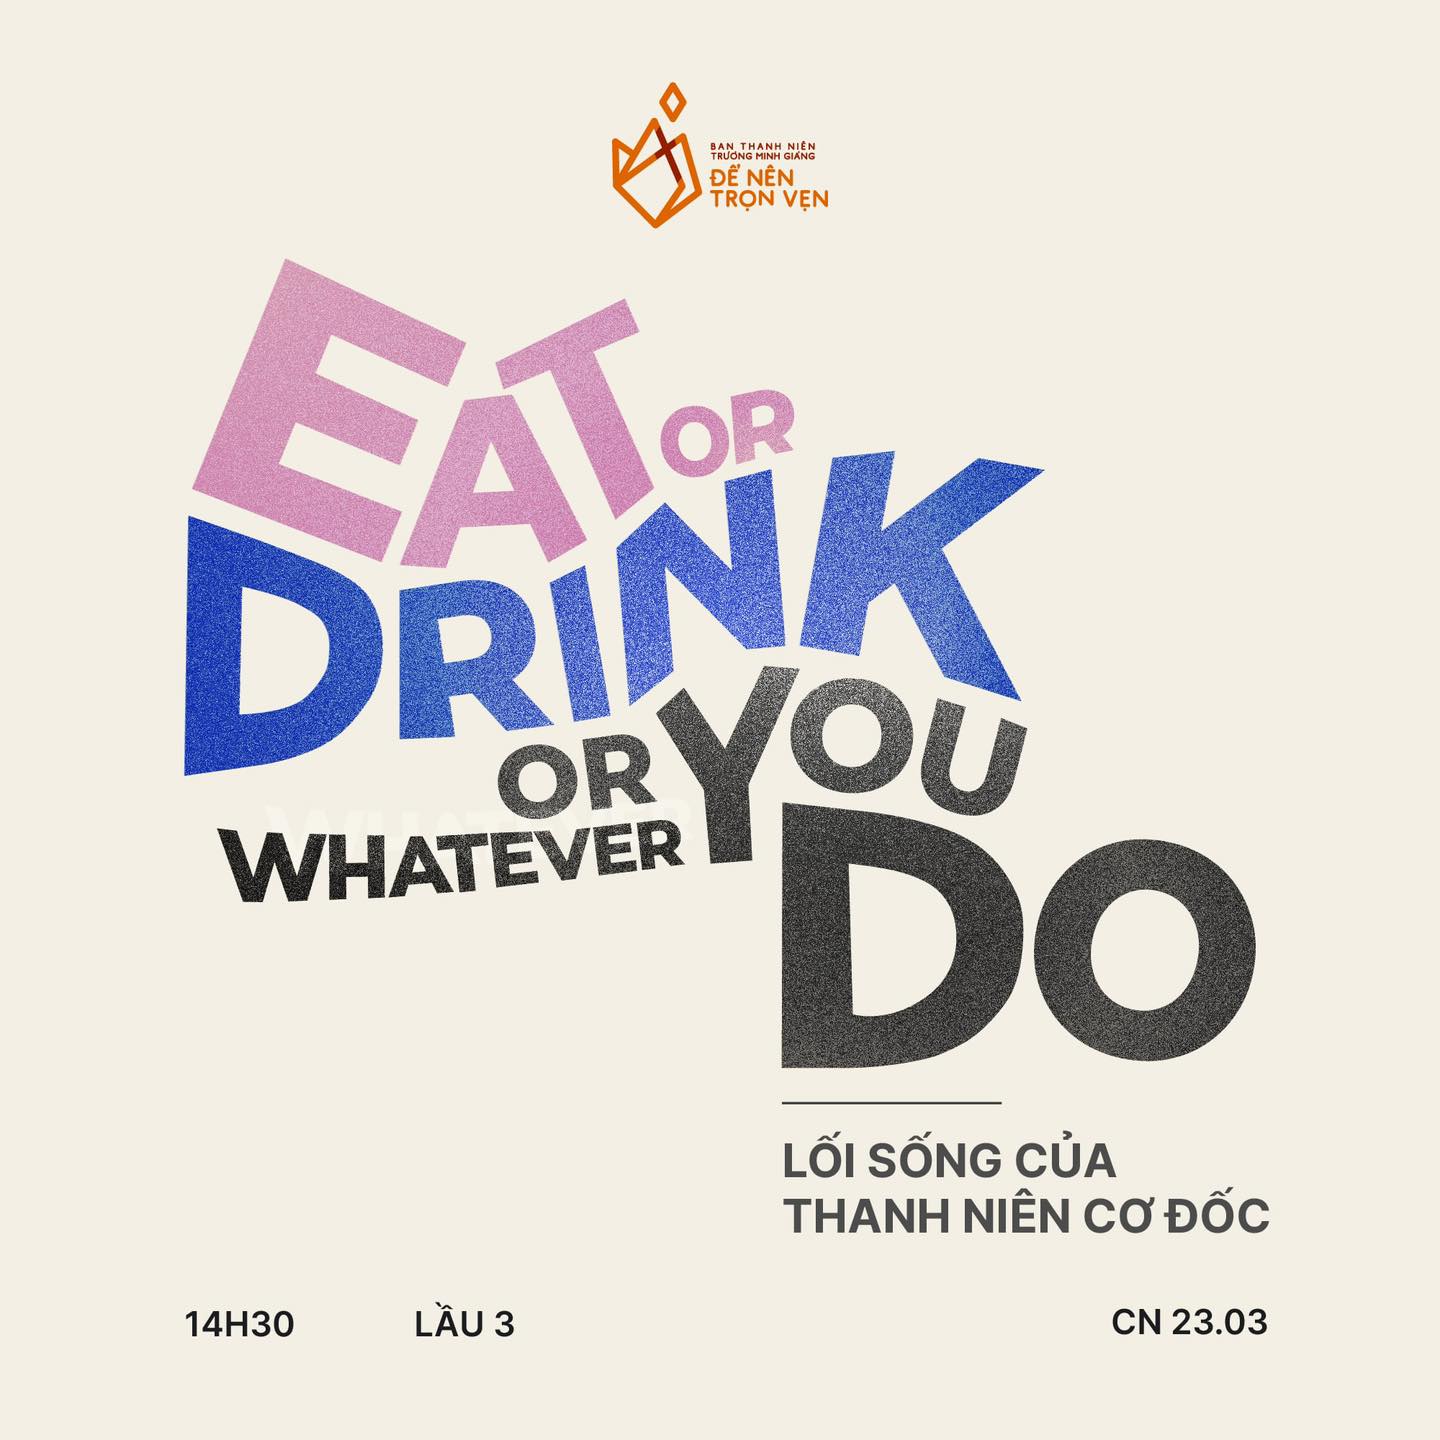 BAN THANH NIÊN
TRƯƠNG MINH GIẢNG
ĐỂ NÊN
TRỌN VẸN
EAT OR
DRINK
OR YOU
WHATEVER
DO
LỐI SỐNG CỦA
THANH NIÊN CƠ ĐỐC
14H30 LẦU 3 CN 23.03